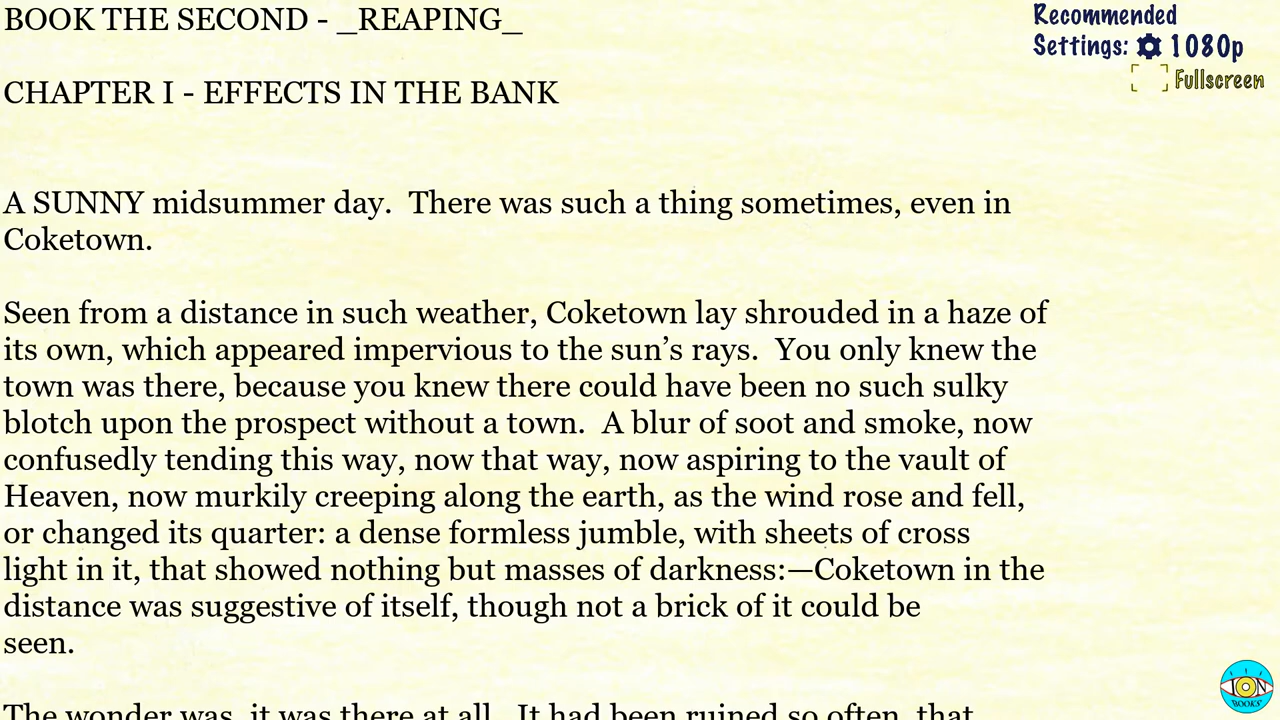 BOOK THE SECOND - _REAPING_
Recommended
Settings: 1080p
Fullscreen
CHAPTER I - EFFECTS IN THE BANK
A SUNNY midsummer day.  There was such a thing sometimes, even in
Coketown.
Seen from a distance in such weather, Coketown lay shrouded in a haze of
its own, which appeared impervious to the sun’s rays.  You only knew the
town was there, because you knew there could have been no such sulky
blotch upon the prospect without a town.  A blur of soot and smoke, now
confusedly tending this way, now that way, now aspiring to the vault of
Heaven, now murkily creeping along the earth, as the wind rose and fell,
or changed its quarter: a dense formless jumble, with sheets of cross
light in it, that showed nothing but masses of darkness:—Coketown in the
distance was suggestive of itself, though not a brick of it could be
seen.
ION
BOOKS
The wonder was, it was there at all.  It had been ruined so often, that